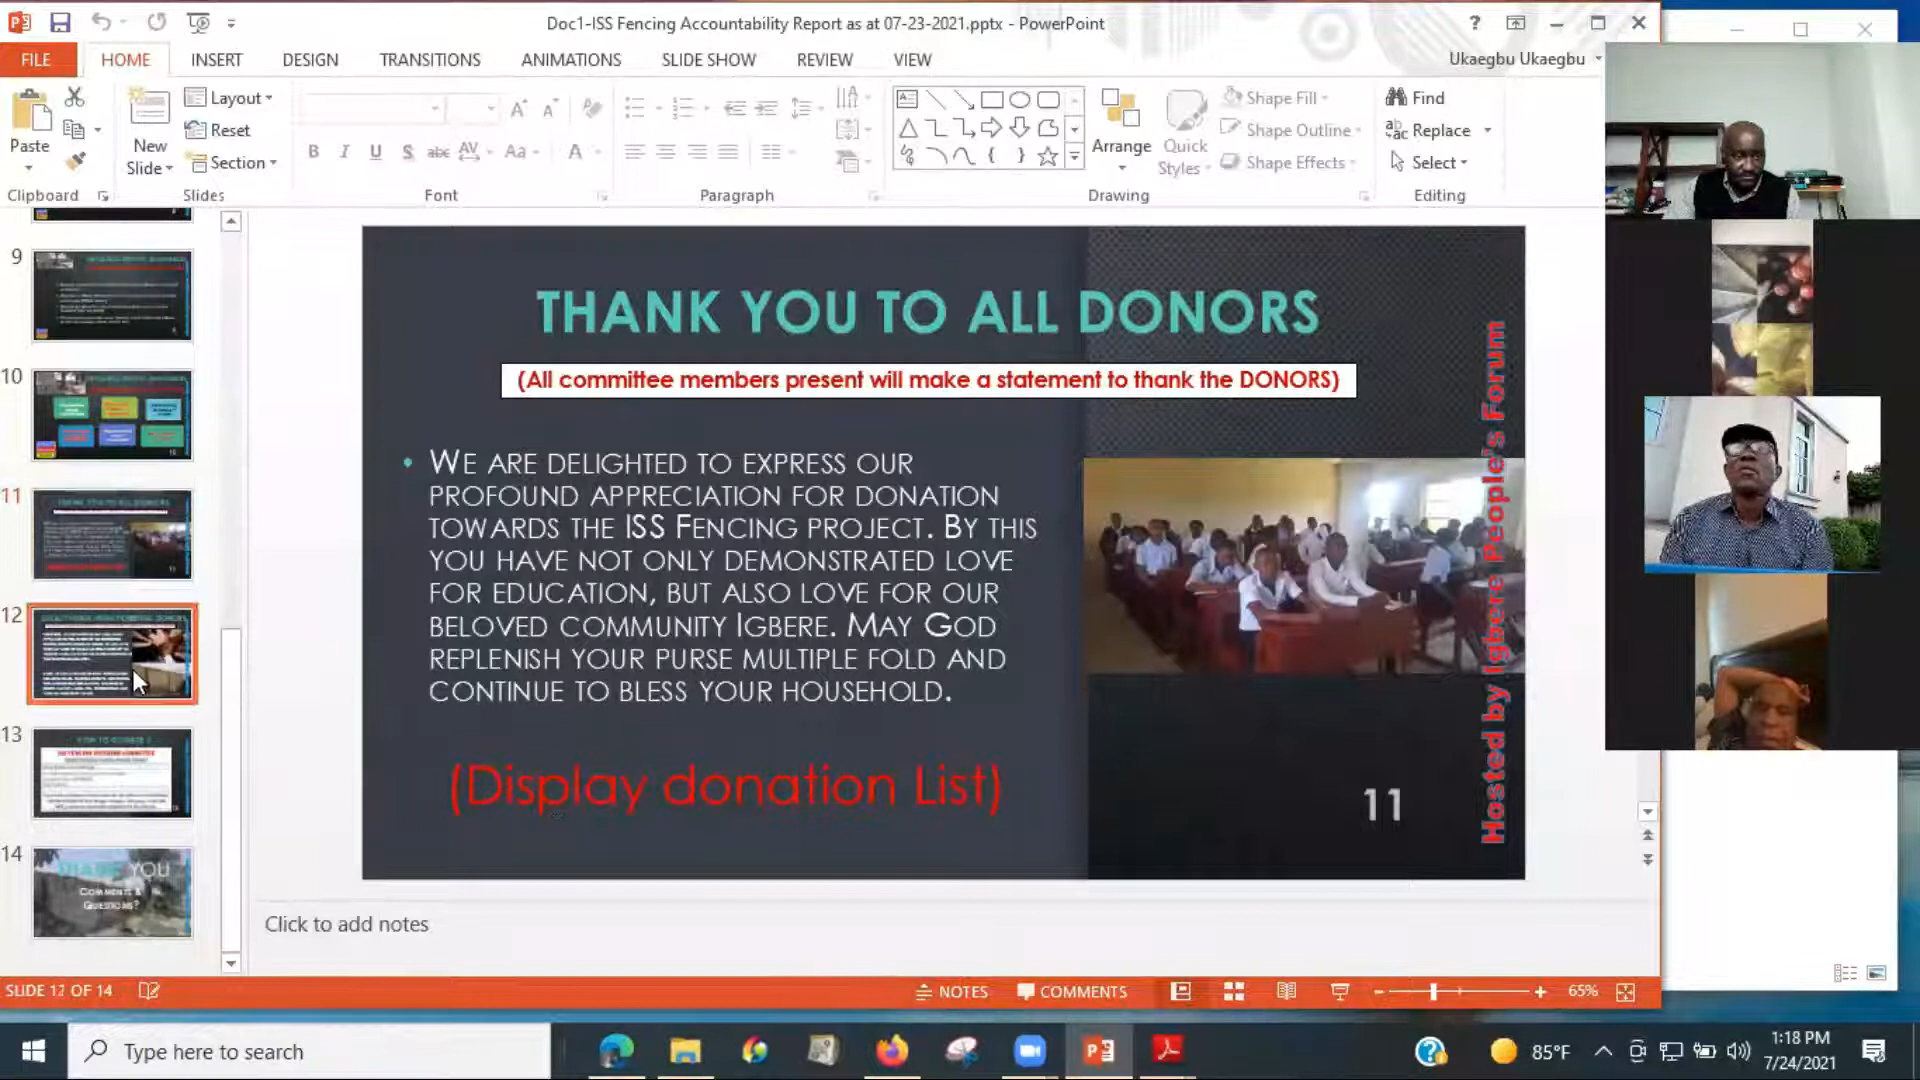 Doc1-ISS Fencing Accountability Report as at 07-23-2021.pptx - PowerPoint
FILE HOME INSERT DESIGN TRANSITIONS ANIMATIONS SLIDE SHOW REVIEW VIEW
Ukaegbu Ukaegbu
Paste
New
Slide
Layout
Reset
Section
B I U S abc AV Aa A
Arrange
Quick
Styles
Shape Fill
Shape Outline
Shape Effects
Find
Replace
Select
Clipboard Slides Font Paragraph Drawing Editing
9
10
11
12
13
14
THANK YOU
COMMENTS &
QUESTIONS?
THANK YOU TO ALL DONORS
(All committee members present will make a statement to thank the DONORS)
• WE ARE DELIGHTED TO EXPRESS OUR
PROFOUND APPRECIATION FOR DONATION
TOWARDS THE ISS FENCING PROJECT. BY THIS
YOU HAVE NOT ONLY DEMONSTRATED LOVE
FOR EDUCATION, BUT ALSO LOVE FOR OUR
BELOVED COMMUNITY IGBERE. MAY GOD
REPLENISH YOUR PURSE MULTIPLE FOLD AND
CONTINUE TO BLESS YOUR HOUSEHOLD.
(Display donation List)
11
Hosted by Igbere People's Forum
Click to add notes
SLIDE 12 OF 14
NOTES
COMMENTS
65%
Type here to search
85°F
1:18 PM
7/24/2021